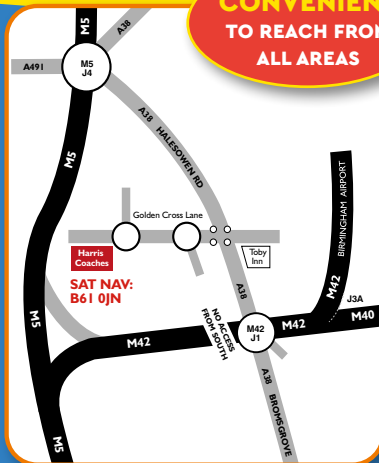 CONVENIEN
TO REACH FROM
ALL AREAS
M5
A38
A491
M5
J4
M5
A38
HALESOWEN RD
BIRMINGHAM AIRPORT
Golden Cross Lane
Harris
Coaches
Toby
Inn
SAT NAV:
B61 0JN
A38
M42
J3A
M5
NO ACCESS
FROM SOUTH
M42
J1
M42
M40
M42
A38
BROMSGROVE
M5